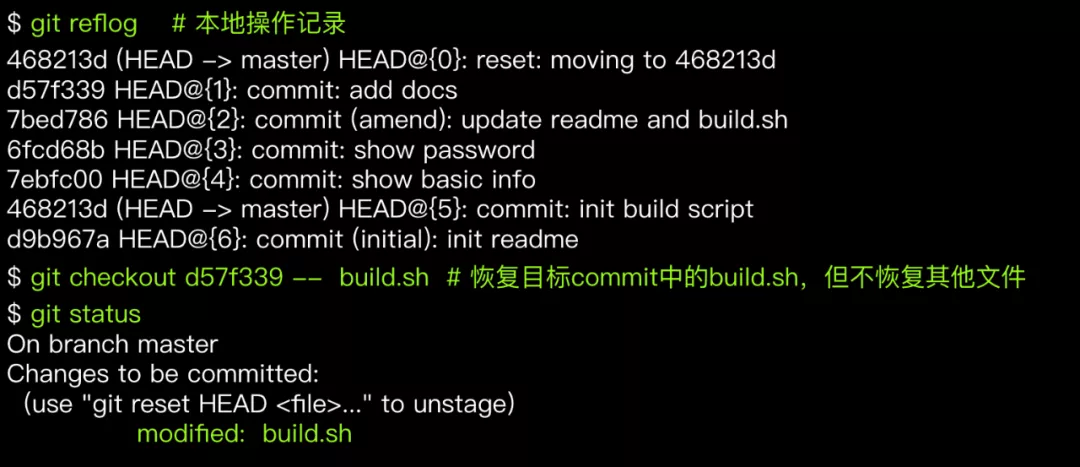 $ git reflog # 本地操作记录
468213d (HEAD -> master) HEAD@{0}: reset: moving to 468213d
d57f339 HEAD@{1}: commit: add docs
7bed786 HEAD@{2}: commit (amend): update readme and build.sh
6fcd68b HEAD@{3}: commit: show password
7ebfc00 HEAD@{4}: commit: show basic info
468213d (HEAD -> master) HEAD@{5}: commit: init build script
d9b967a HEAD@{6}: commit (initial): init readme
$ git checkout d57f339 -- build.sh # 恢复目标commit中的build.sh，但不恢复其他文件
$ git status
On branch master
Changes to be committed:
(use "git reset HEAD <file>..." to unstage)
modified: build.sh